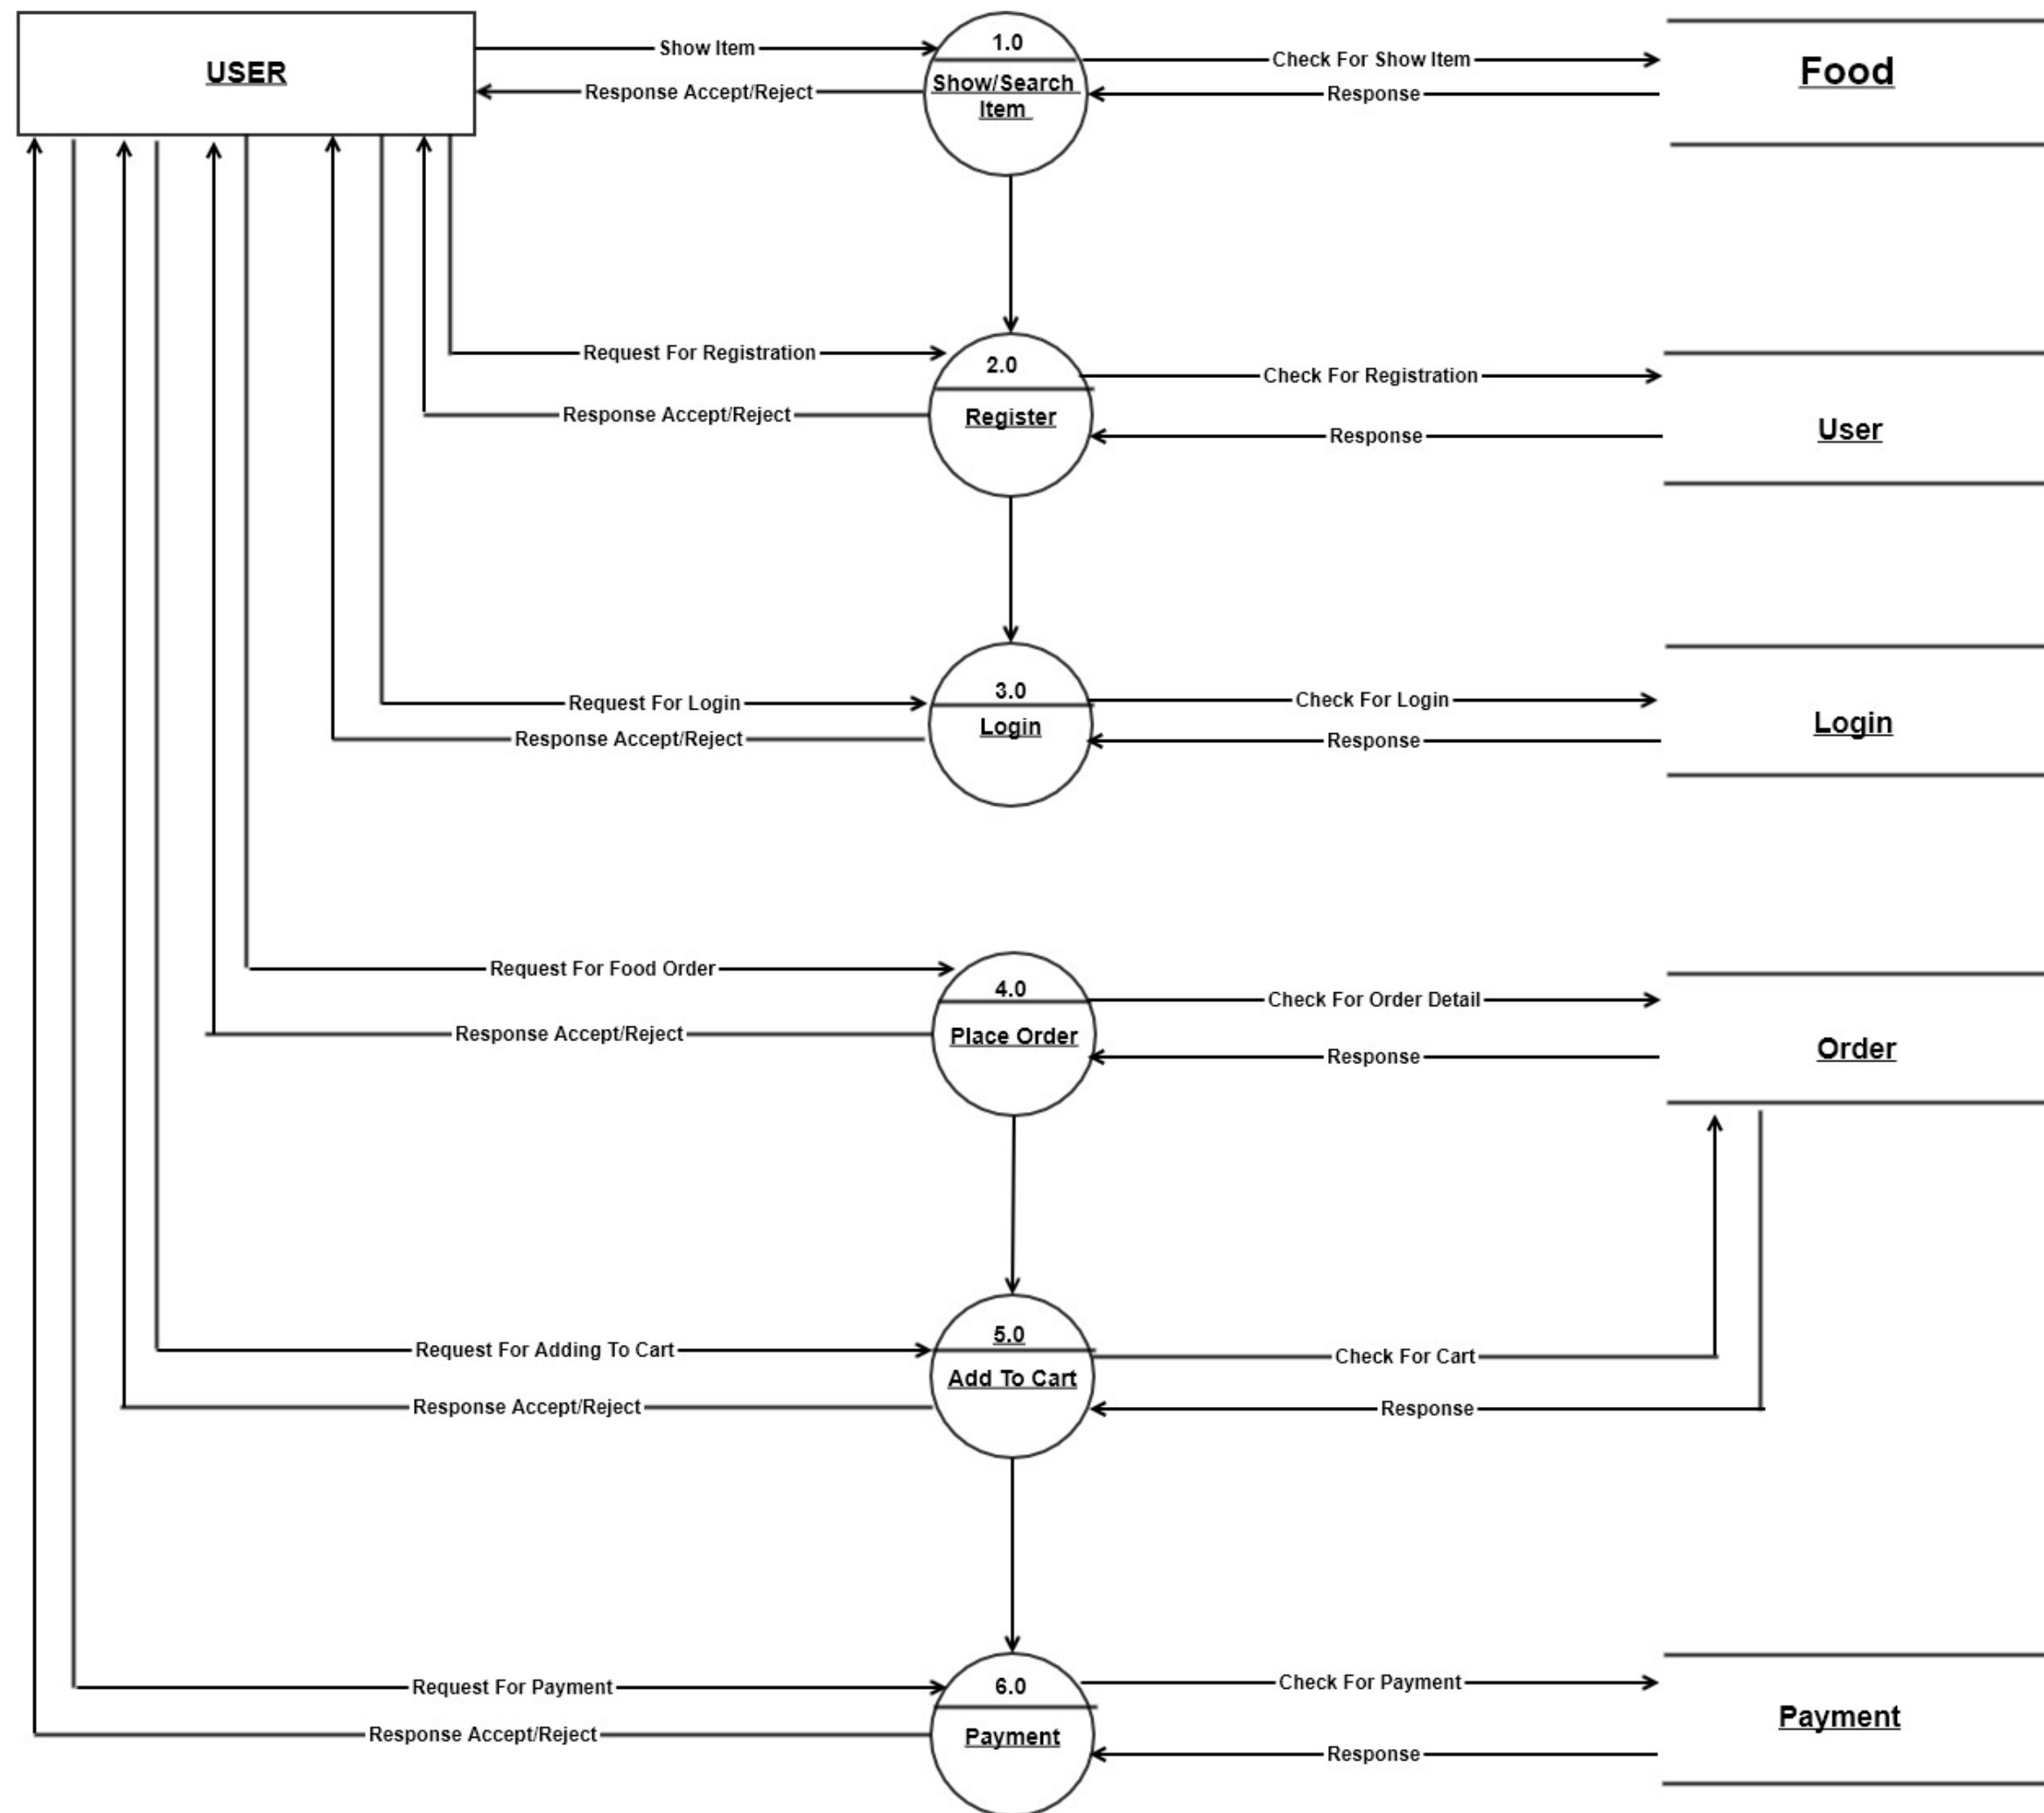 USER
Show Item
Response Accept/Reject
1.0
Show/Search
Item
Check For Show Item
Response
Food
Request For Registration
Response Accept/Reject
2.0
Register
Check For Registration
Response
User
Request For Login
Response Accept/Reject
3.0
Login
Check For Login
Response
Login
Request For Food Order
Response Accept/Reject
4.0
Place Order
Check For Order Detail
Response
Order
Request For Adding To Cart
Response Accept/Reject
5.0
Add To Cart
Check For Cart
Response
Request For Payment
Response Accept/Reject
6.0
Payment
Check For Payment
Response
Payment